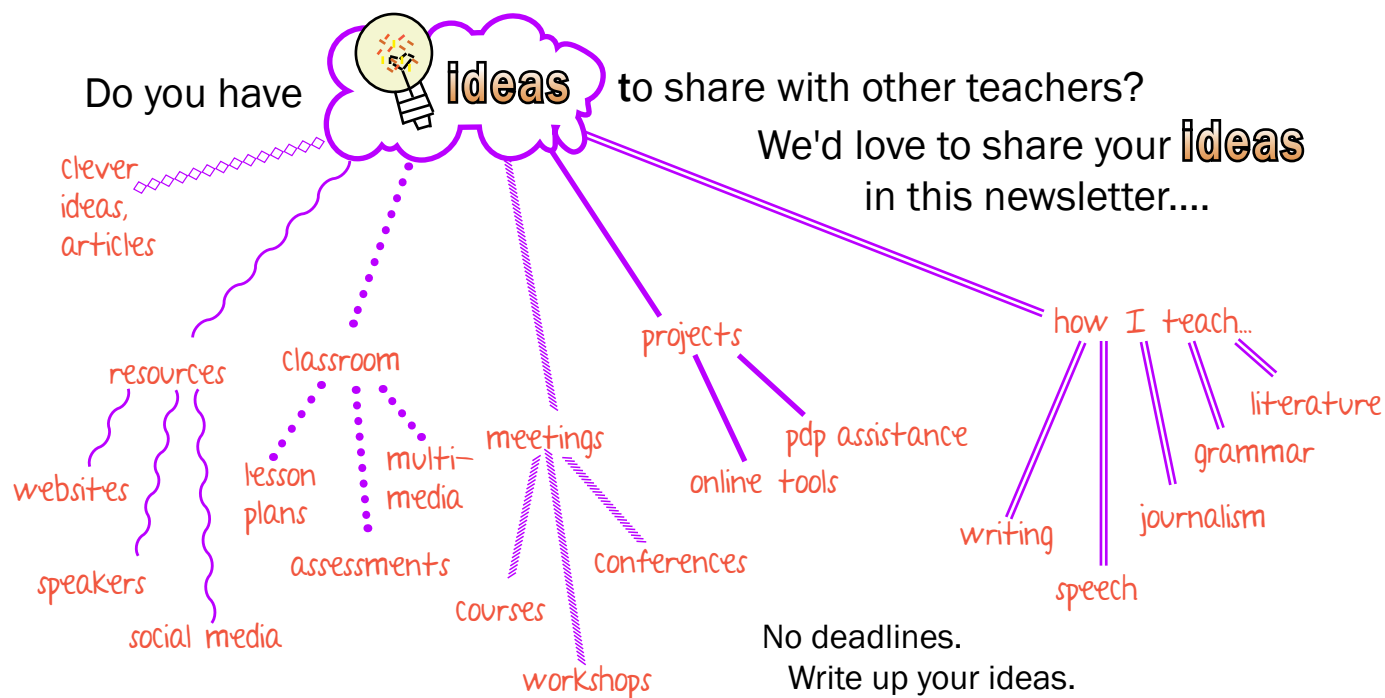 Do you have ideas to share with other teachers?
We'd love to share your ideas
in this newsletter....
clever
ideas,
articles
resources
websites
speakers
social media
classroom
lesson
plans
assessments
multi-
media
meetings
courses
workshops
conferences
projects
online tools
pdp assistance
how I teach...
writing
speech
journalism
grammar
literature
No deadlines.
Write up your ideas.